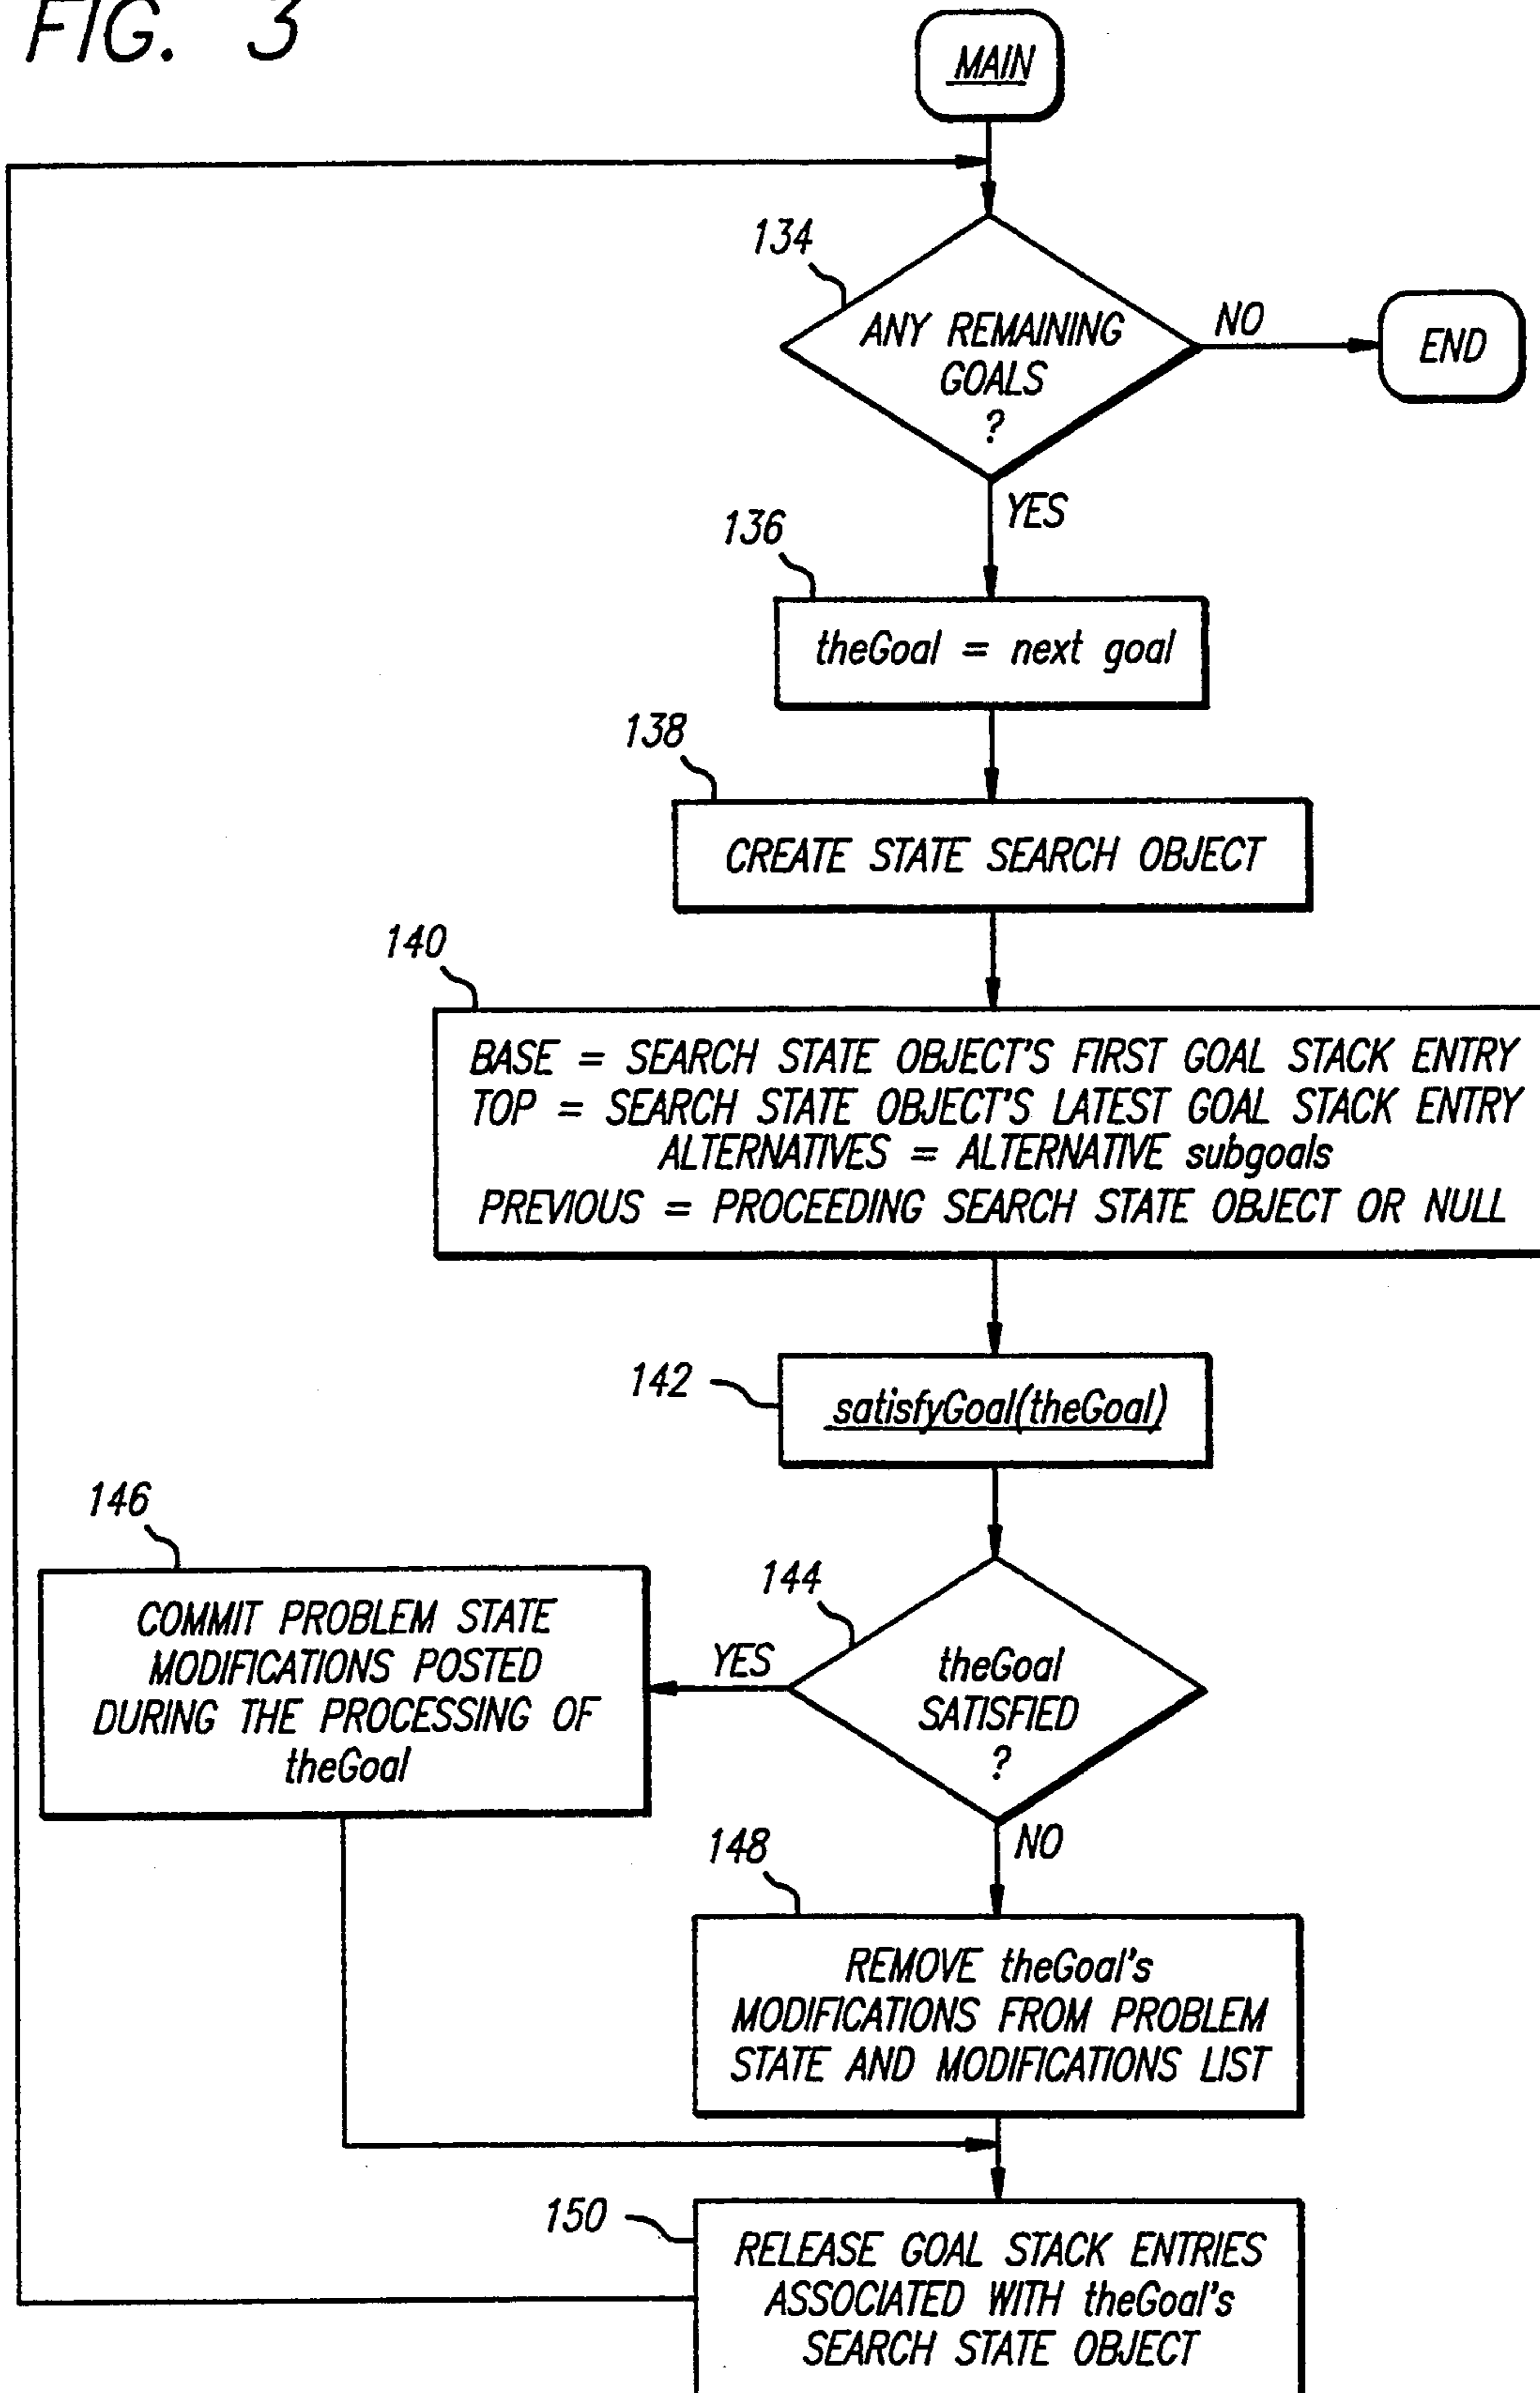 FIG. 3
MAIN
134
ANY REMAINING
GOALS
?
NO
END
YES
136
theGoal = next goal
138
CREATE STATE SEARCH OBJECT
140
BASE = SEARCH STATE OBJECT'S FIRST GOAL STACK ENTRY
TOP = SEARCH STATE OBJECT'S LATEST GOAL STACK ENTRY
ALTERNATIVES = ALTERNATIVE subgoals
PREVIOUS = PROCEEDING SEARCH STATE OBJECT OR NULL
142
satisfyGoal(theGoal)
144
theGoal
SATISFIED
?
YES
146
COMMIT PROBLEM STATE
MODIFICATIONS POSTED
DURING THE PROCESSING OF
theGoal
NO
148
REMOVE theGoal's
MODIFICATIONS FROM PROBLEM
STATE AND MODIFICATIONS LIST
150
RELEASE GOAL STACK ENTRIES
ASSOCIATED WITH theGoal's
SEARCH STATE OBJECT